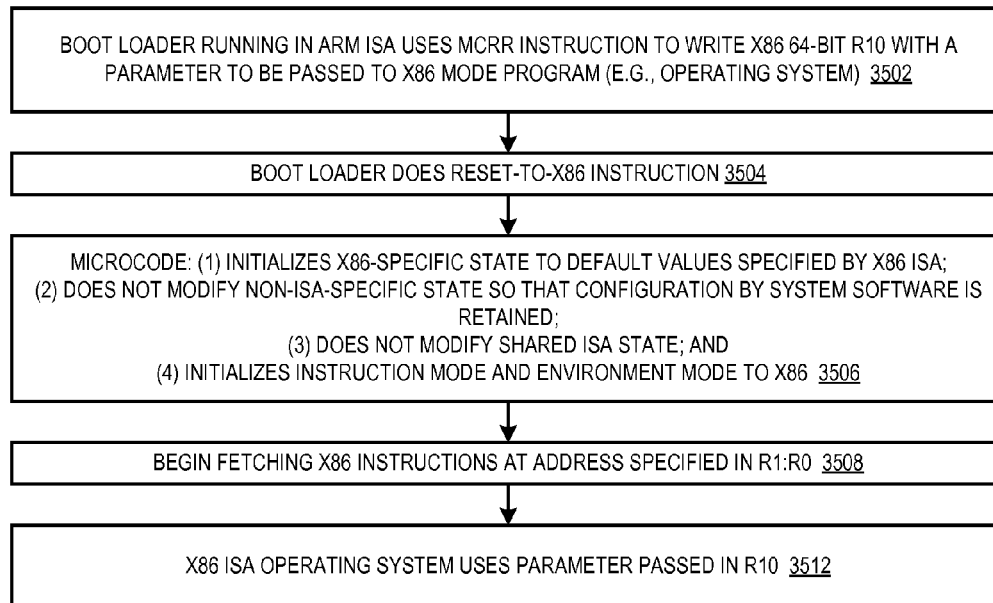 BOOT LOADER RUNNING IN ARM ISA USES MCRR INSTRUCTION TO WRITE X86 64-BIT R10 WITH A
PARAMETER TO BE PASSED TO X86 MODE PROGRAM (E.G., OPERATING SYSTEM) 3502
BOOT LOADER DOES RESET-TO-X86 INSTRUCTION 3504
MICROCODE: (1) INITIALIZES X86-SPECIFIC STATE TO DEFAULT VALUES SPECIFIED BY X86 ISA;
(2) DOES NOT MODIFY NON-ISA-SPECIFIC STATE SO THAT CONFIGURATION BY SYSTEM SOFTWARE IS
RETAINED;
(3) DOES NOT MODIFY SHARED ISA STATE; AND
(4) INITIALIZES INSTRUCTION MODE AND ENVIRONMENT MODE TO X86 3506
BEGIN FETCHING X86 INSTRUCTIONS AT ADDRESS SPECIFIED IN R1:R0 3508
X86 ISA OPERATING SYSTEM USES PARAMETER PASSED IN R10 3512